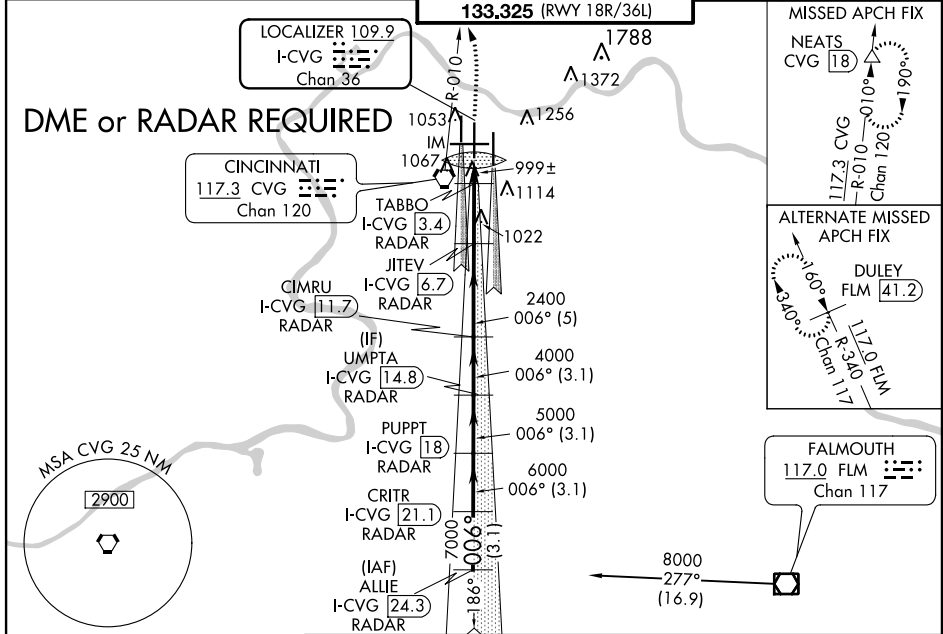 133.325 (RWY 18R/36L)
LOCALIZER 109.9
I-CVG
Chan 36
DME or RADAR REQUIRED
CINCINNATI
117.3 CVG
Chan 120
R-010
1788
1372
1256
1053
IM
1067
999±
1114
1022
TABBO
I-CVG 3.4
RADAR
JITEV
I-CVG 6.7
RADAR
CIMRU
I-CVG 11.7
RADAR
2400
006° (5)
(IF)
UMPTA
I-CVG 14.8
RADAR
4000
006° (3.1)
PUPPT
I-CVG 18
RADAR
5000
006° (3.1)
CRITR
I-CVG 21.1
RADAR
6000
006° (3.1)
(IAF)
ALLIE
I-CVG 24.3
RADAR
7000
006°
(3.1)
186°
MSA CVG 25 NM
2900
MISSED APCH FIX
NEATS
CVG 18
010°
190°
117.3 CVG
R-010
Chan 120
ALTERNATE MISSED
APCH FIX
DULEY
FLM 41.2
160°
340°
117.0 FLM
R-340
Chan 117
FALMOUTH
117.0 FLM
Chan 117
8000
277°
(16.9)